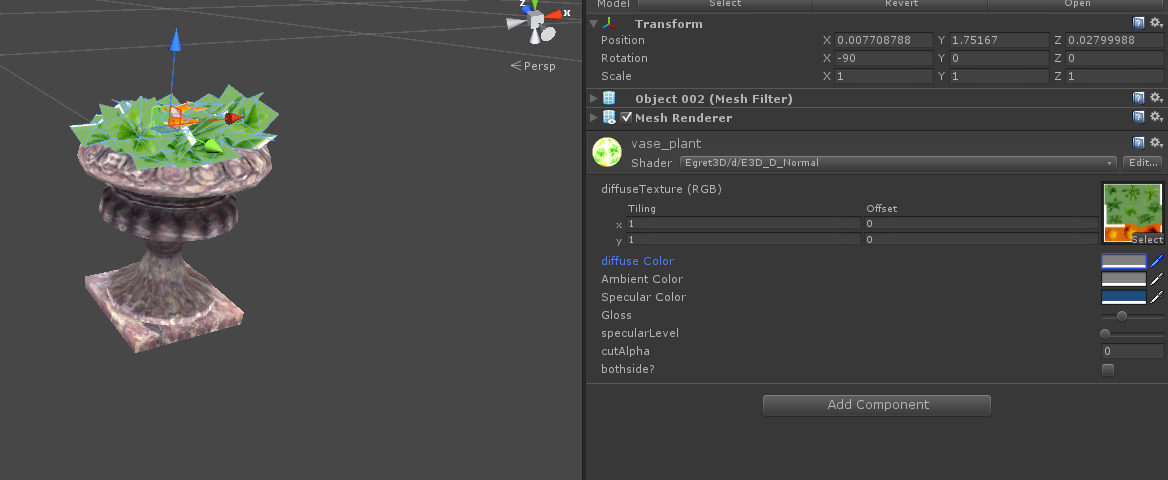 Model Select Revert Open
z
x
Persp
Transform
Position X 0.007708788 Y 1.75167 Z 0.02799988
Rotation X -90 Y 0 Z 0
Scale X 1 Y 1 Z 1
Object 002 (Mesh Filter)
Mesh Renderer
vase_plant
Shader Egret3D/d/E3D_D_Normal Edit...
diffuseTexture (RGB)
Tiling Offset
x 1 0
y 1 0
Select
diffuse Color
Ambient Color
Specular Color
Gloss
specularLevel
cutAlpha 0
bothside?
Add Component